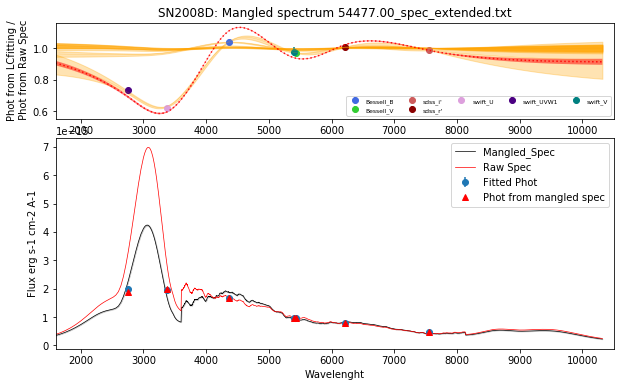 SN2008D: Mangled spectrum 54477.00_spec_extended.txt
Phot from LCfitting /
Phot from Raw Spec
1.0
0.8
0.6
Bessell_B
Bessell_V
sdss_i'
sdss_r'
swift_U
swift_UVW1
swift_V
2000 3000 4000 5000 6000 7000 8000 9000 10000
Flux erg s-1 cm-2 A-1
7
6
5
4
3
2
1
0
Mangled_Spec
Raw Spec
Fitted Phot
Phot from mangled spec
2000 3000 4000 5000 6000 7000 8000 9000 10000
Wavelenght